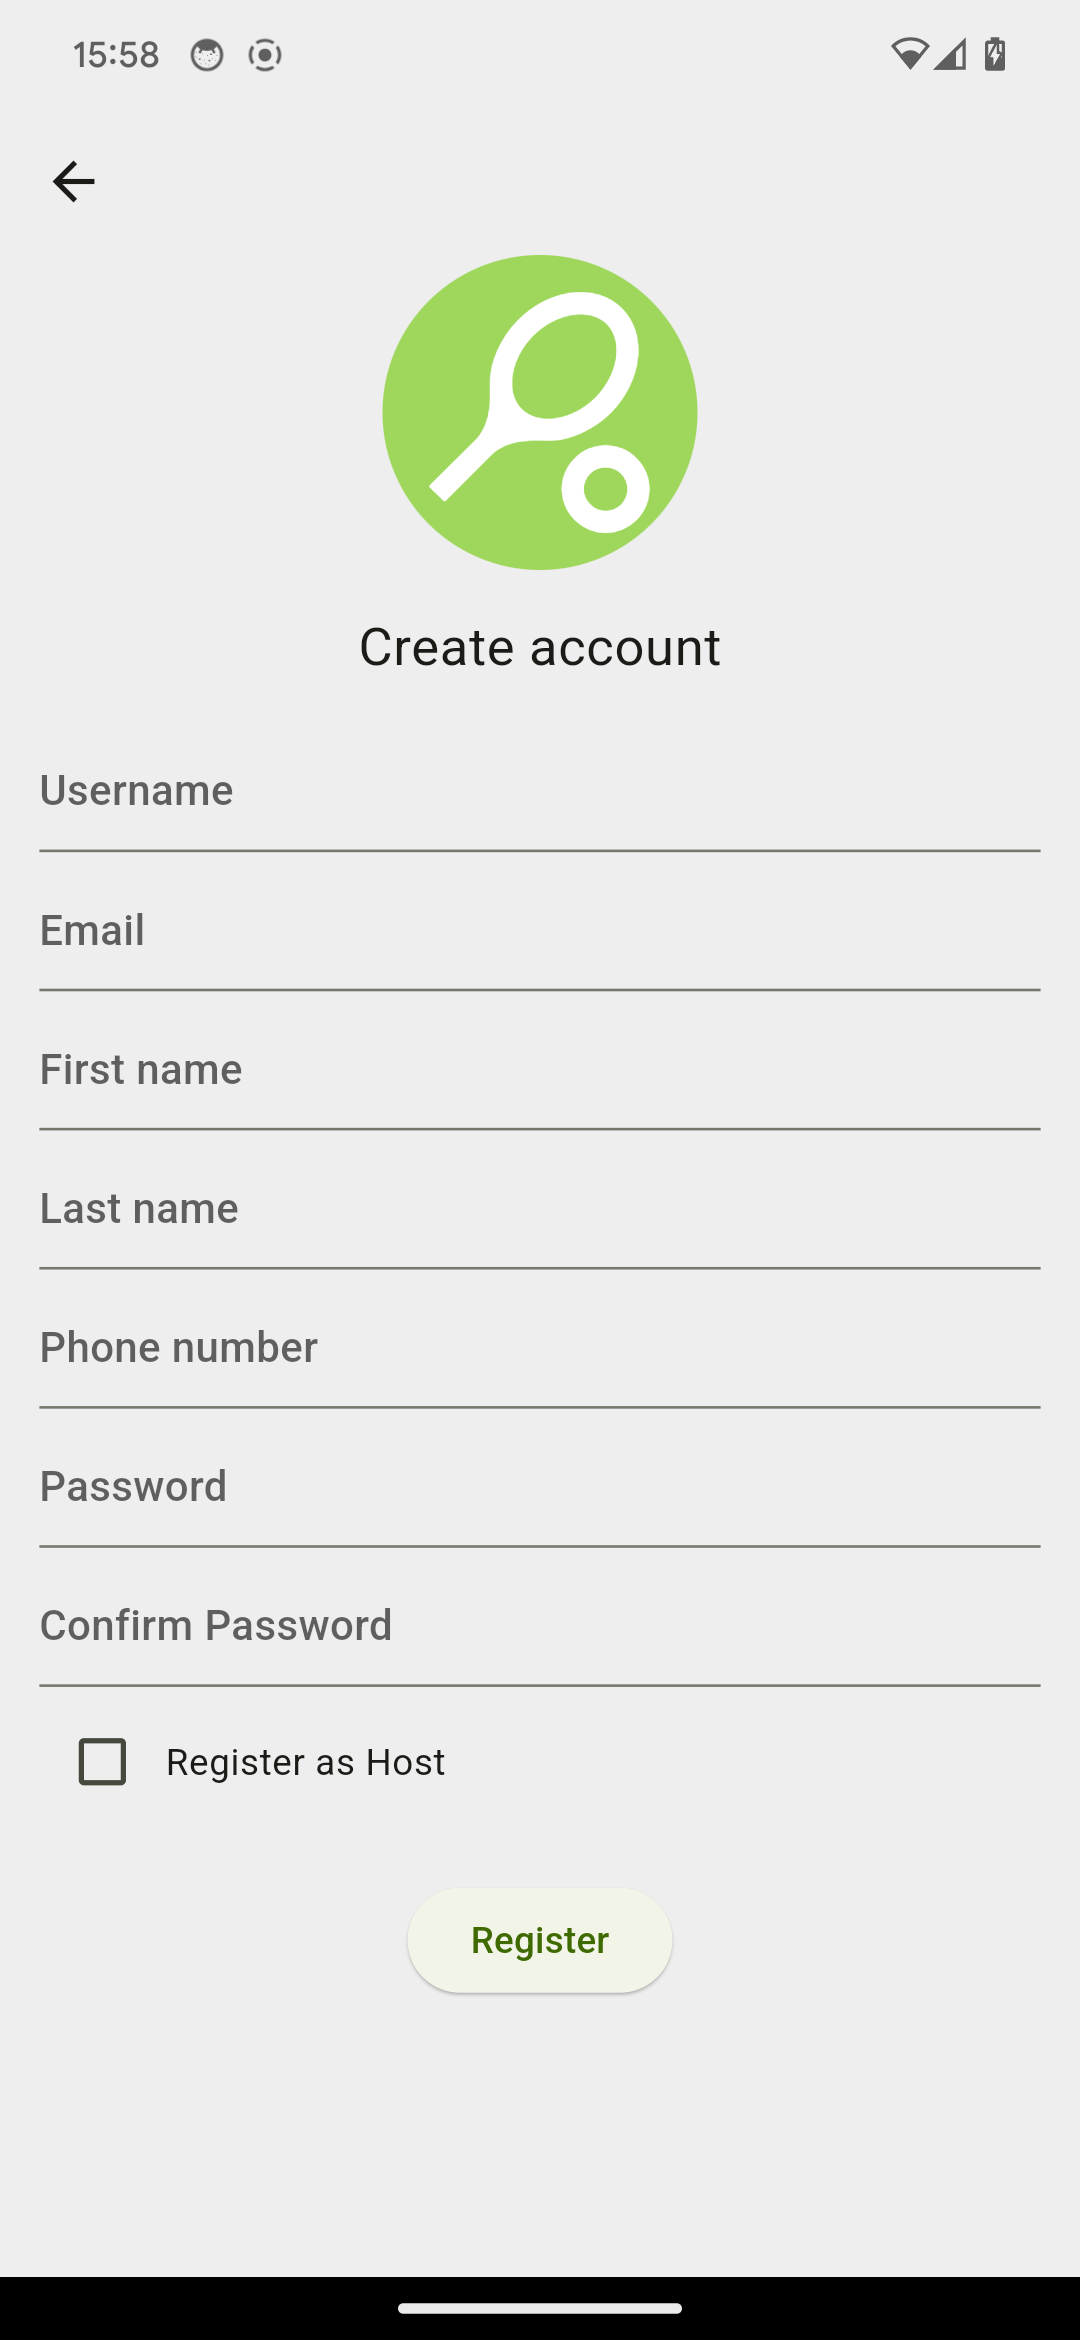 15:58
Create account
Username
Email
First name
Last name
Phone number
Password
Confirm Password
Register as Host
Register